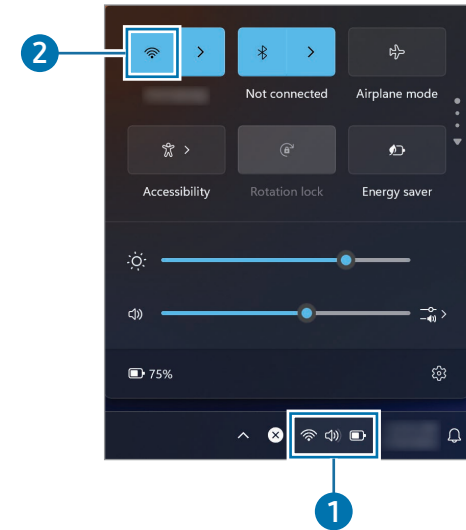 2
Not connected
Airplane mode
Accessibility
Rotation lock
Energy saver
75%
1